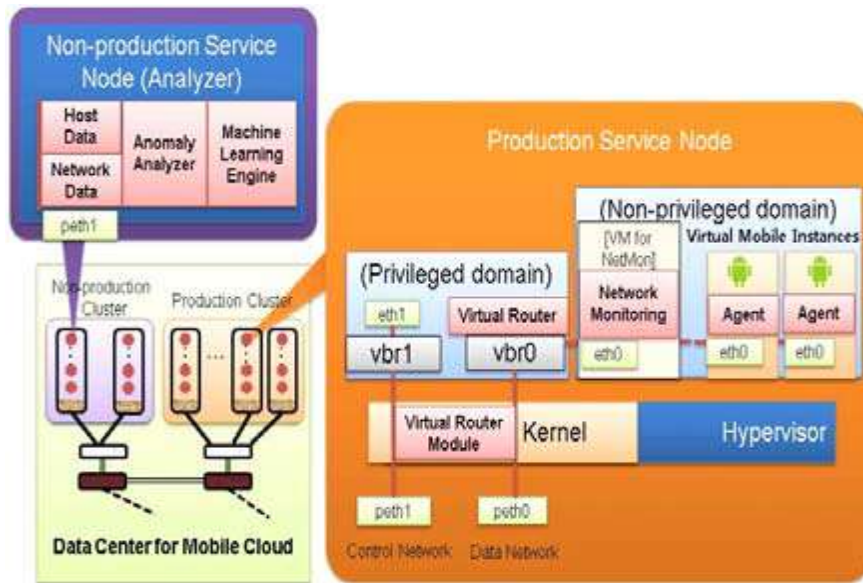 Non-production Service
Node (Analyzer)
Host
Data
Network
Data
Anomaly
Analyzer
Machine
Learning
Engine
peth1
Non-production
Cluster
Production Cluster
Data Center for Mobile Cloud
Production Service Node
(Non-privileged domain)
[VM for
NetMon]
Virtual Mobile Instances
Network
Monitoring
Agent
Agent
eth0
eth0
eth0
(Privileged domain)
eth1
Virtual Router
vbr1
vbr0
Virtual Router
Module
Kernel
Hypervisor
peth1
peth0
Control Network
Data Network